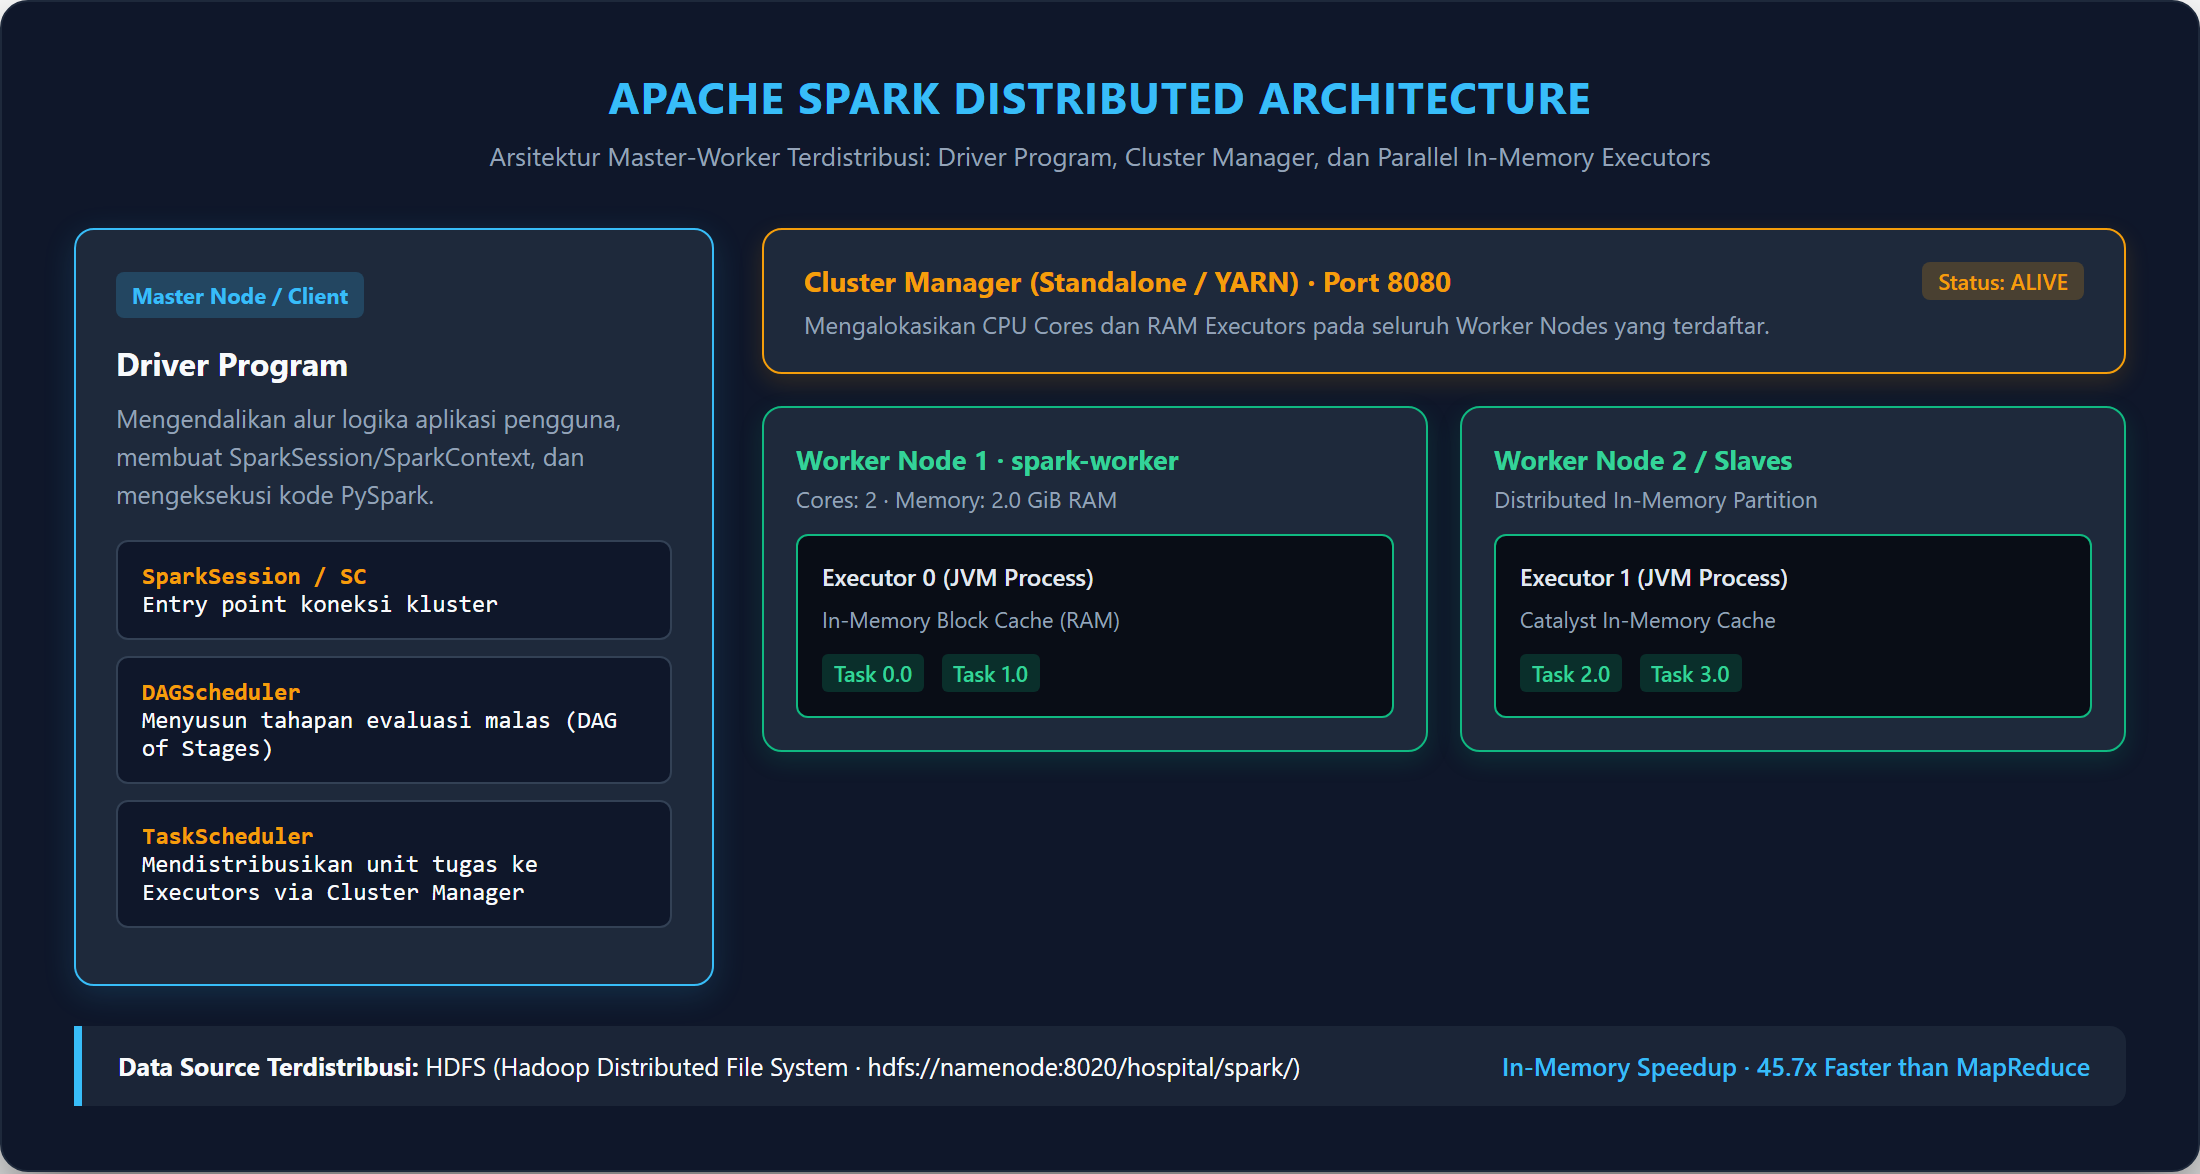 APACHE SPARK DISTRIBUTED ARCHITECTURE
Arsitektur Master-Worker Terdistribusi: Driver Program, Cluster Manager, dan Parallel In-Memory Executors
Master Node / Client
Driver Program
Mengendalikan alur logika aplikasi pengguna,
membuat SparkSession/SparkContext, dan
mengeksekusi kode PySpark.
SparkSession / SC
Entry point koneksi kluster
DAGScheduler
Menyusun tahapan evaluasi malas (DAG
of Stages)
TaskScheduler
Mendistribusikan unit tugas ke
Executors via Cluster Manager
Cluster Manager (Standalone / YARN) · Port 8080
Status: ALIVE
Mengalokasikan CPU Cores dan RAM Executors pada seluruh Worker Nodes yang terdaftar.
Worker Node 1 · spark-worker
Cores: 2 · Memory: 2.0 GiB RAM
Executor 0 (JVM Process)
In-Memory Block Cache (RAM)
Task 0.0 Task 1.0
Worker Node 2 / Slaves
Distributed In-Memory Partition
Executor 1 (JVM Process)
Catalyst In-Memory Cache
Task 2.0 Task 3.0
Data Source Terdistribusi: HDFS (Hadoop Distributed File System · hdfs://namenode:8020/hospital/spark/)
In-Memory Speedup · 45.7x Faster than MapReduce